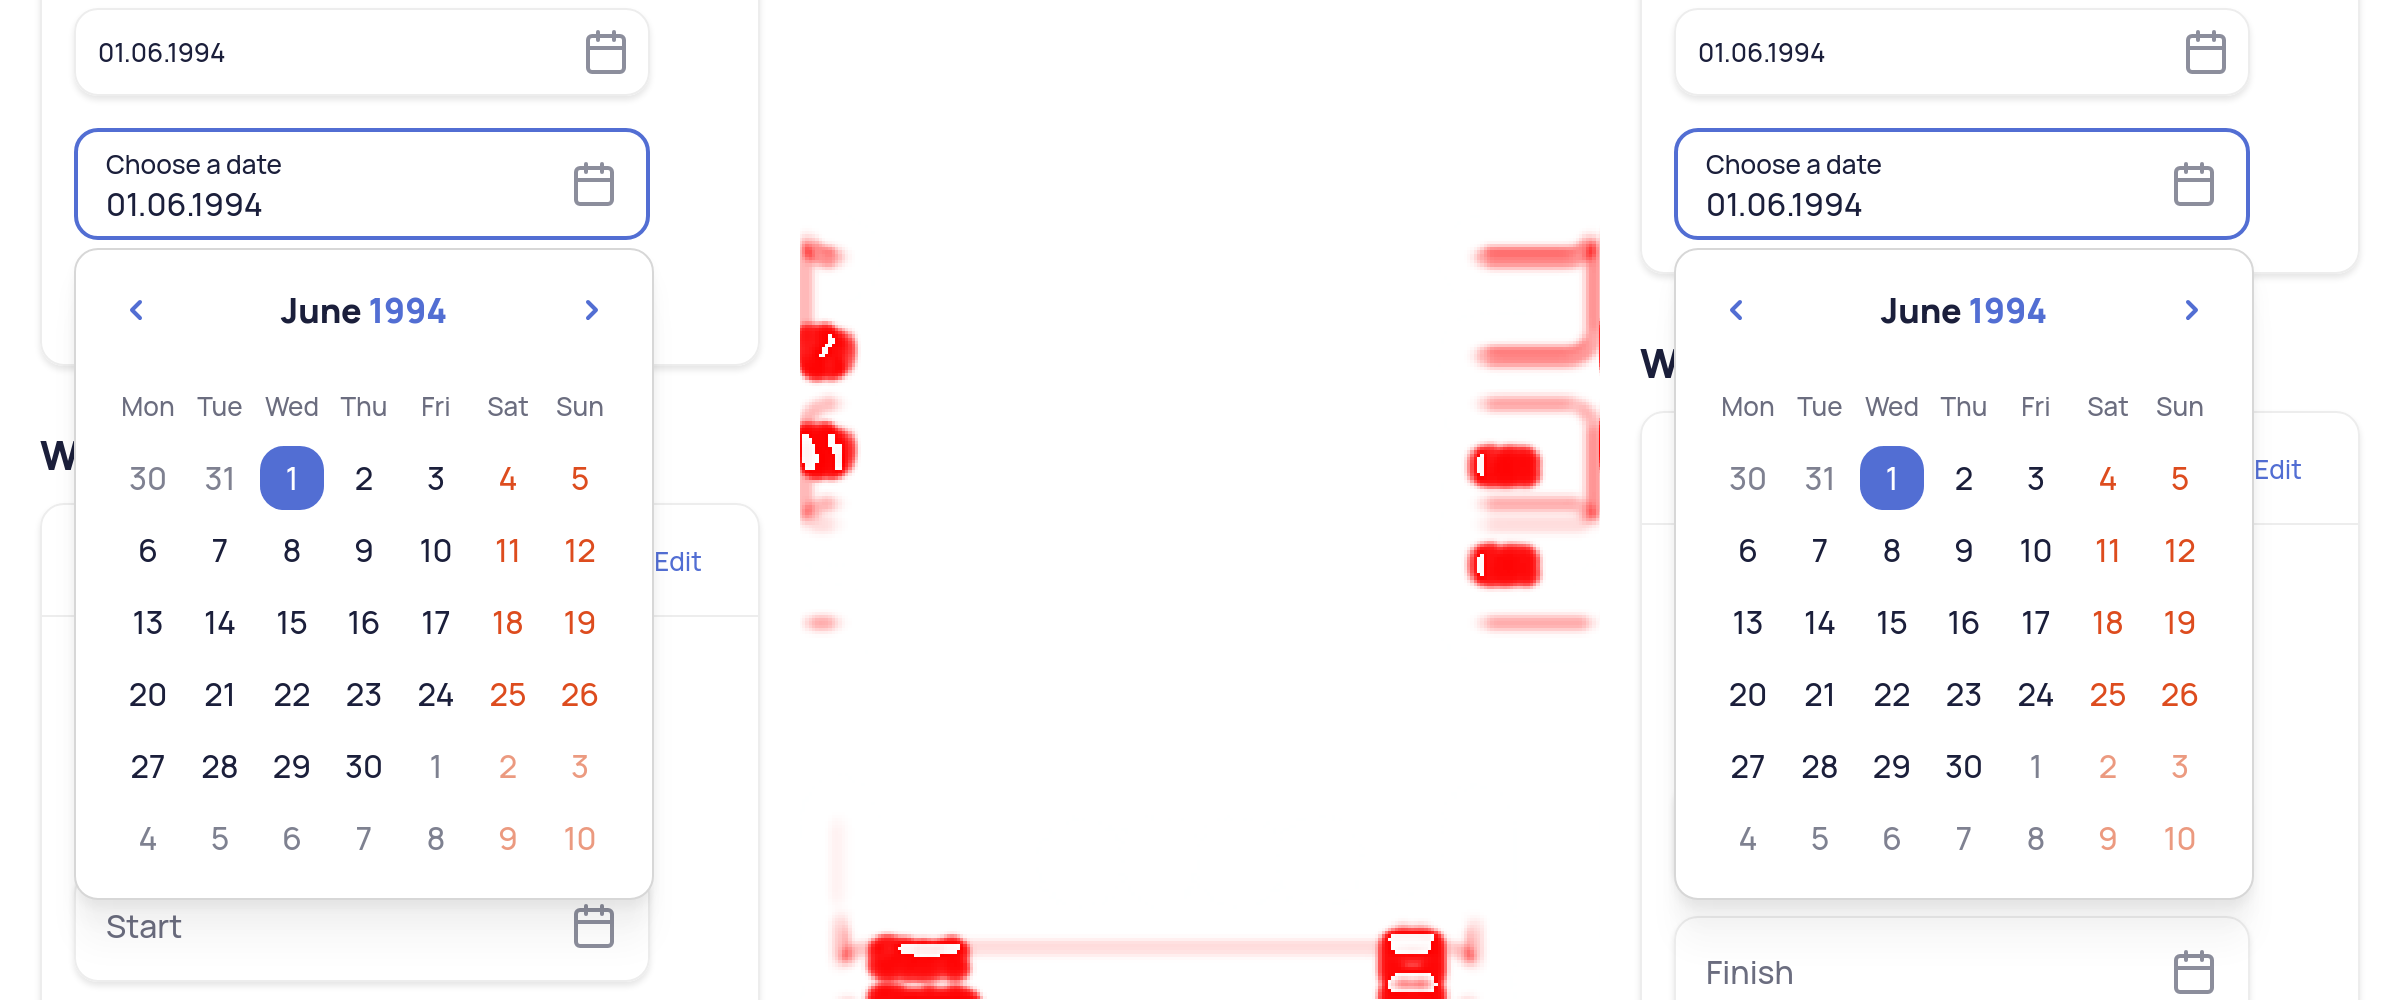 01.06.1994
Choose a date
01.06.1994
June 1994
Mon Tue Wed Thu Fri Sat Sun
W
30 31 1 2 3 4 5
6 7 8 9 10 11 12
Edit
13 14 15 16 17 18 19
20 21 22 23 24 25 26
27 28 29 30 1 2 3
4 5 6 7 8 9 10
Start
01.06.1994
Choose a date
01.06.1994
June 1994
W
Mon Tue Wed Thu Fri Sat Sun
30 31 1 2 3 4 5
Edit
6 7 8 9 10 11 12
13 14 15 16 17 18 19
20 21 22 23 24 25 26
27 28 29 30 1 2 3
4 5 6 7 8 9 10
Finish